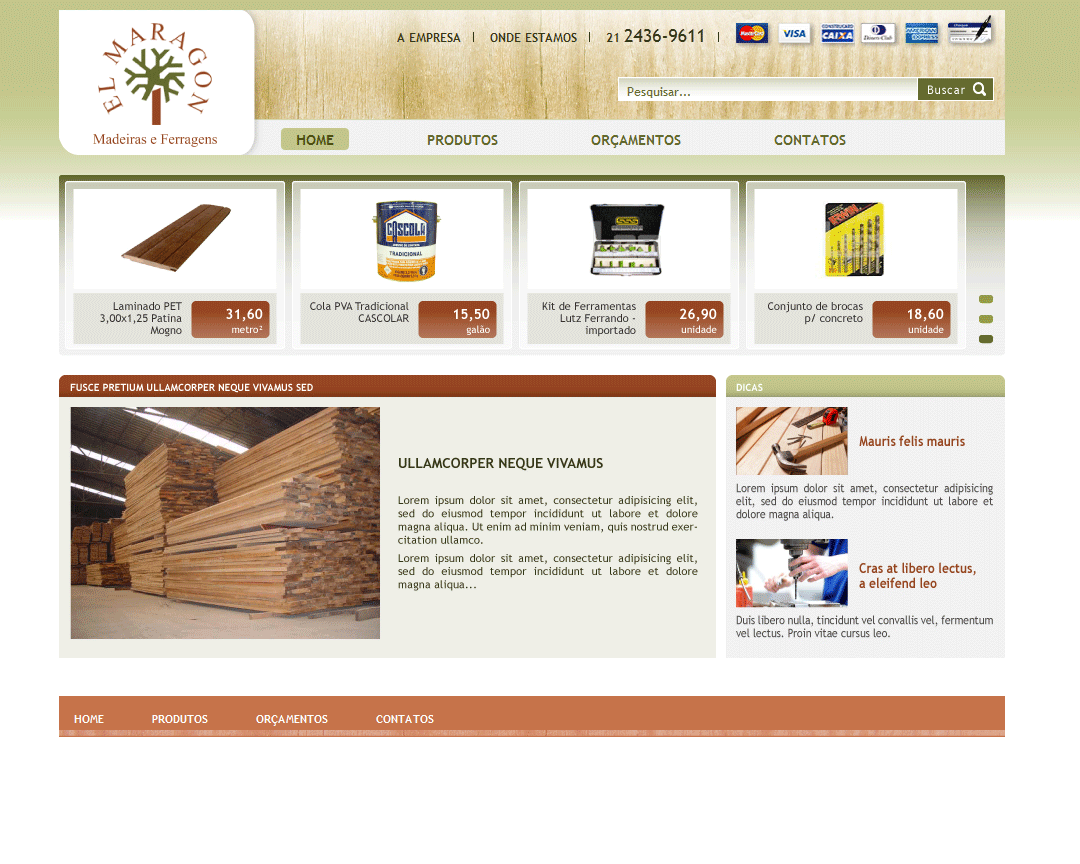 EL MARAGON
Madeiras e Ferragens
A EMPRESA | ONDE ESTAMOS | 21 2436-9611 |
MasterCard VISA CONSTRUCARD CAIXA Diners Club AMERICAN EXPRESS
Pesquisar...
Buscar
HOME PRODUTOS ORÇAMENTOS CONTATOS
CASCOLA
TRADICIONAL
IRWIN
Laminado PET
3,00x1,25 Patina
Mogno
31,60
metro²
Cola PVA Tradicional
CASCOLAR
15,50
galão
Kit de Ferramentas
Lutz Ferrando -
importado
26,90
unidade
Conjunto de brocas
p/ concreto
18,60
unidade
FUSCE PRETIUM ULLAMCORPER NEQUE VIVAMUS SED
ULLAMCORPER NEQUE VIVAMUS
Lorem ipsum dolor sit amet, consectetur adipisicing elit,
sed do eiusmod tempor incididunt ut labore et dolore
magna aliqua. Ut enim ad minim veniam, quis nostrud exer-
citation ullamco.
Lorem ipsum dolor sit amet, consectetur adipisicing elit,
sed do eiusmod tempor incididunt ut labore et dolore
magna aliqua...
DICAS
Mauris felis mauris
Lorem ipsum dolor sit amet, consectetur adipisicing
elit, sed do eiusmod tempor incididunt ut labore et
dolore magna aliqua.
Cras at libero lectus,
a eleifend leo
Duis libero nulla, tincidunt vel convallis vel, fermentum
vel lectus. Proin vitae cursus leo.
HOME PRODUTOS ORÇAMENTOS CONTATOS